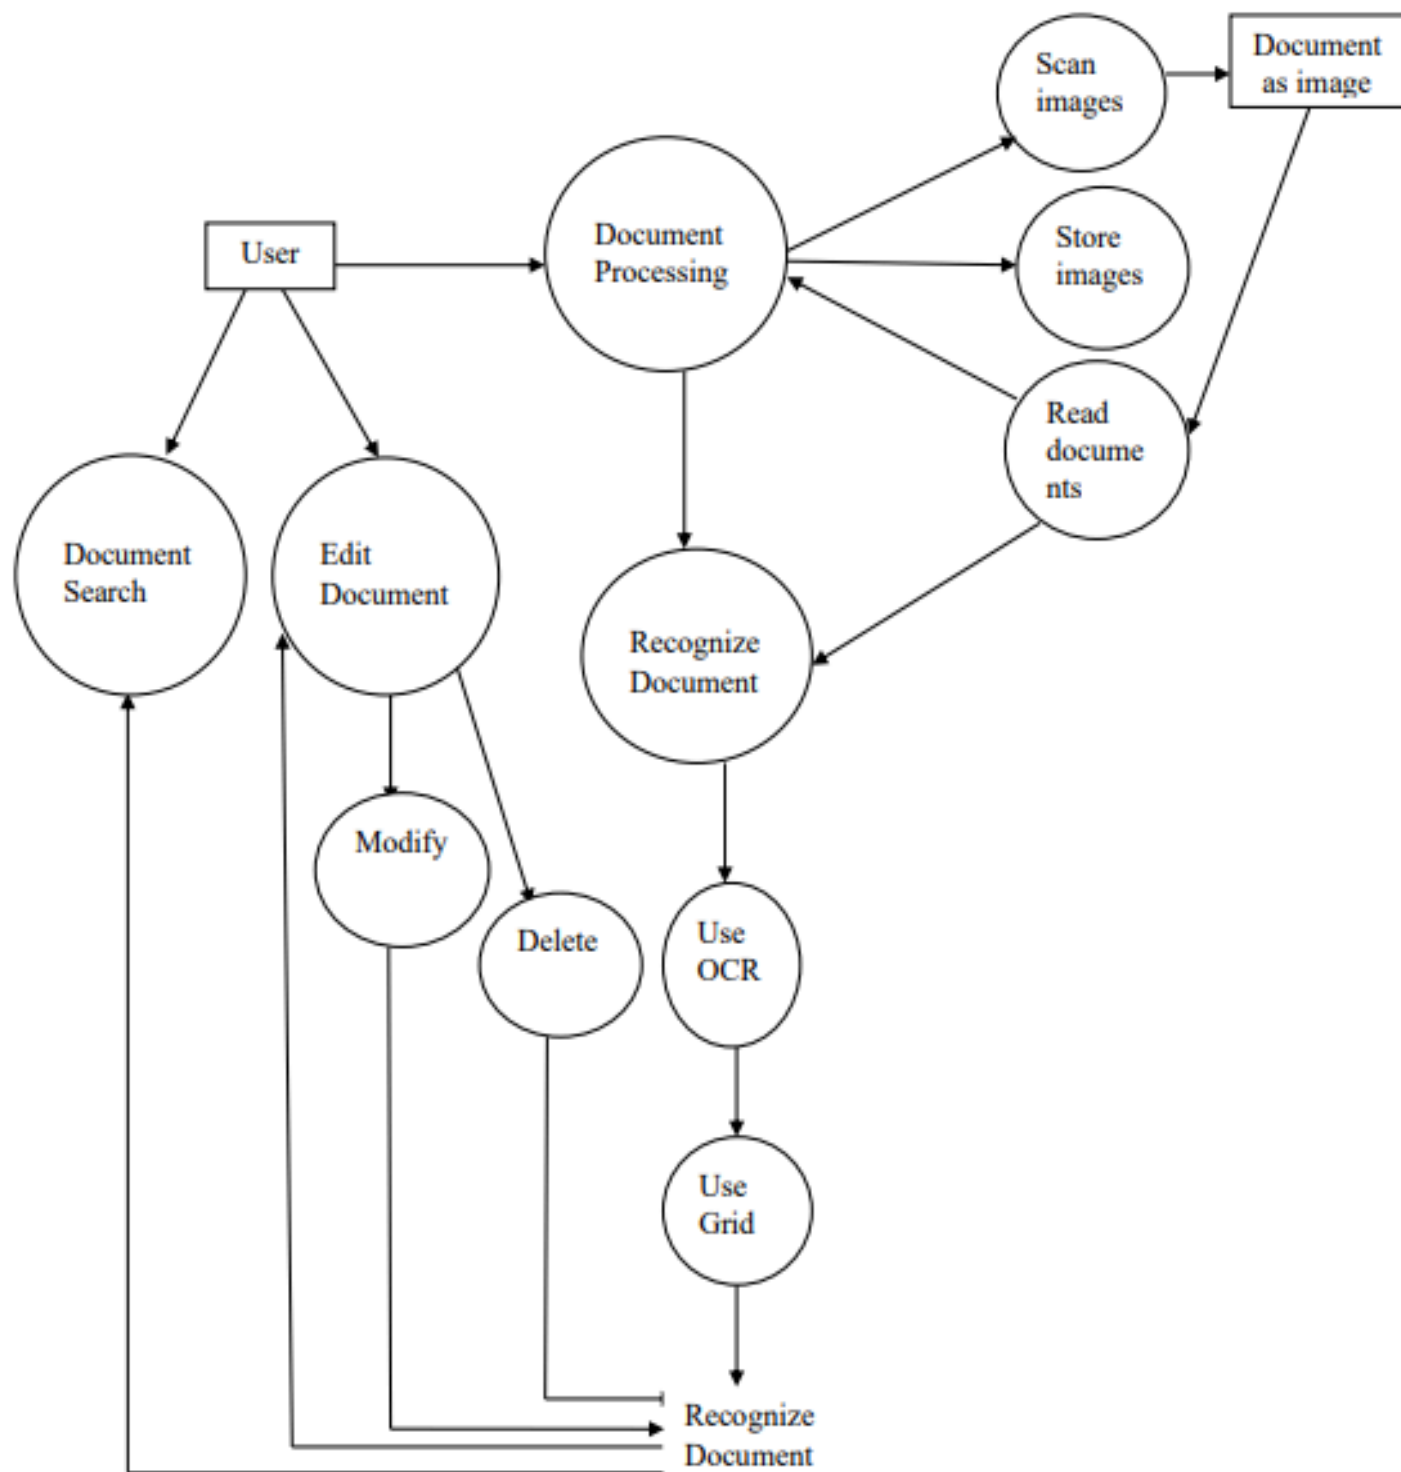 Scan
images
Document
as image
Document
Processing
Store
images
User
Read
docume
nts
Document
Search
Edit
Document
Recognize
Document
Modify
Delete
Use
OCR
Use
Grid
Recognize
Document